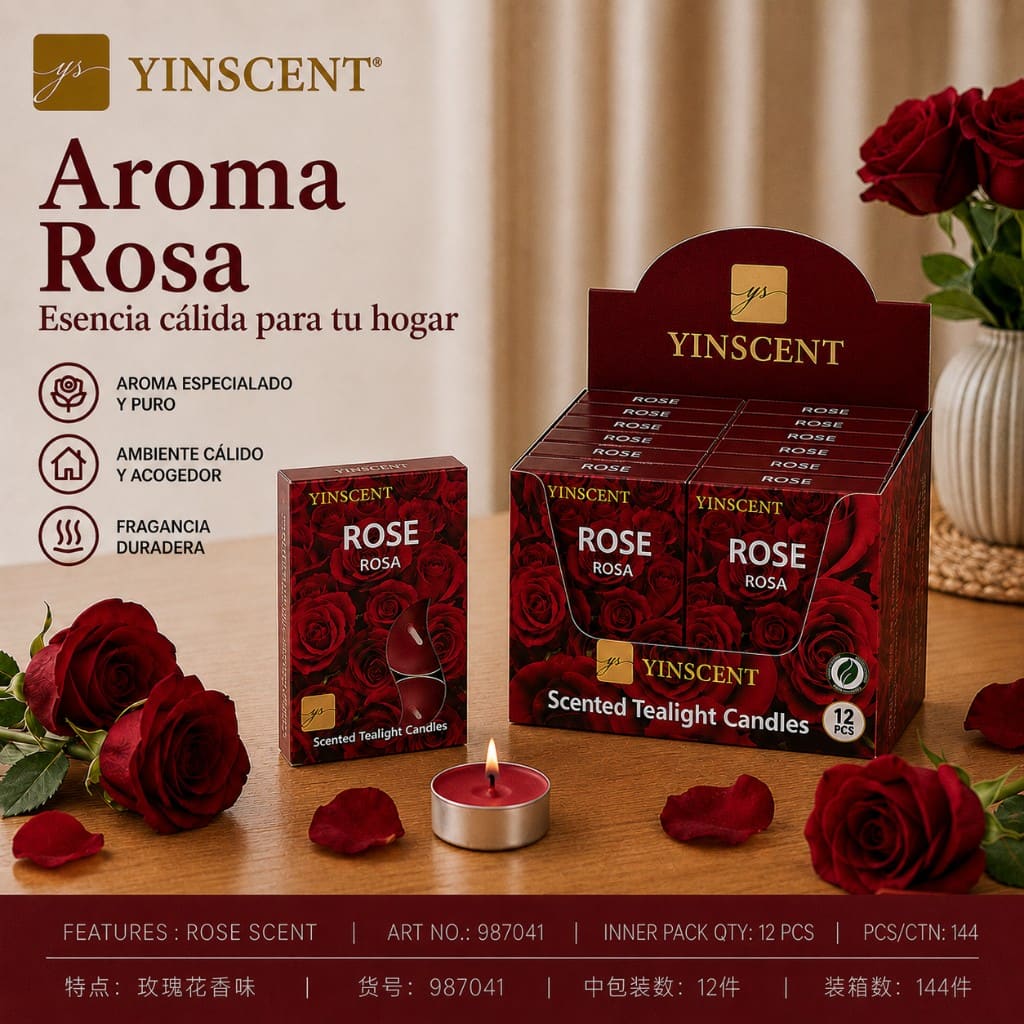 ys YINSCENT®
Aroma
Rosa
Esencia cálida para tu hogar
AROMA ESPECIALADO
Y PURO
AMBIENTE CÁLIDO
Y ACOGEDOR
FRAGANCIA
DURADERA
ys
YINSCENT
ROSE
ROSE
ROSE
ROSE
ROSE
ROSE
ROSE
ROSE
ROSE
ROSE
ROSE
ROSE
YINSCENT
YINSCENT
ROSE
ROSA
ys
Scented Tealight Candles
YINSCENT
ROSE
ROSA
YINSCENT
ROSE
ROSA
ys YINSCENT
Scented Tealight Candles
12
PCS
FEATURES : ROSE SCENT | ART NO.: 987041 | INNER PACK QTY: 12 PCS | PCS/CTN: 144
特点：玫瑰花香味 | 货号：987041 | 中包装数：12件 | 装箱数：144件